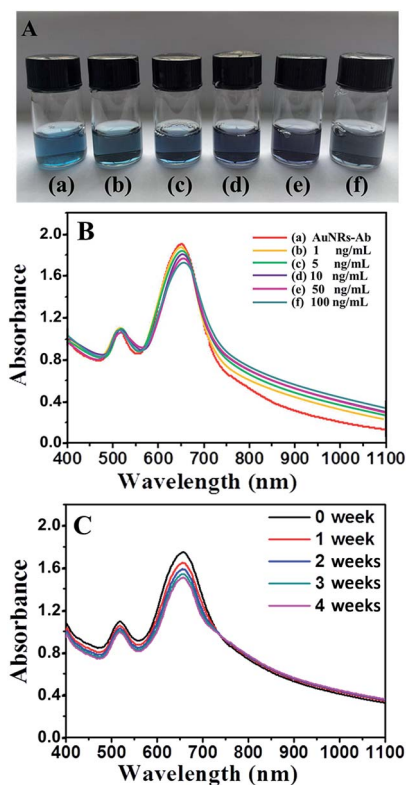 A
(a) (b) (c) (d) (e) (f)
B
(a) AuNRs-Ab
(b) 1 ng/mL
(c) 5 ng/mL
(d) 10 ng/mL
(e) 50 ng/mL
(f) 100 ng/mL
Absorbance
2.0
1.6
1.2
0.8
0.4
0.0
400 500 600 700 800 900 1000 1100
Wavelength (nm)
C
0 week
1 week
2 weeks
3 weeks
4 weeks
Absorbance
2.0
1.6
1.2
0.8
0.4
0.0
400 500 600 700 800 900 1000 1100
Wavelength (nm)